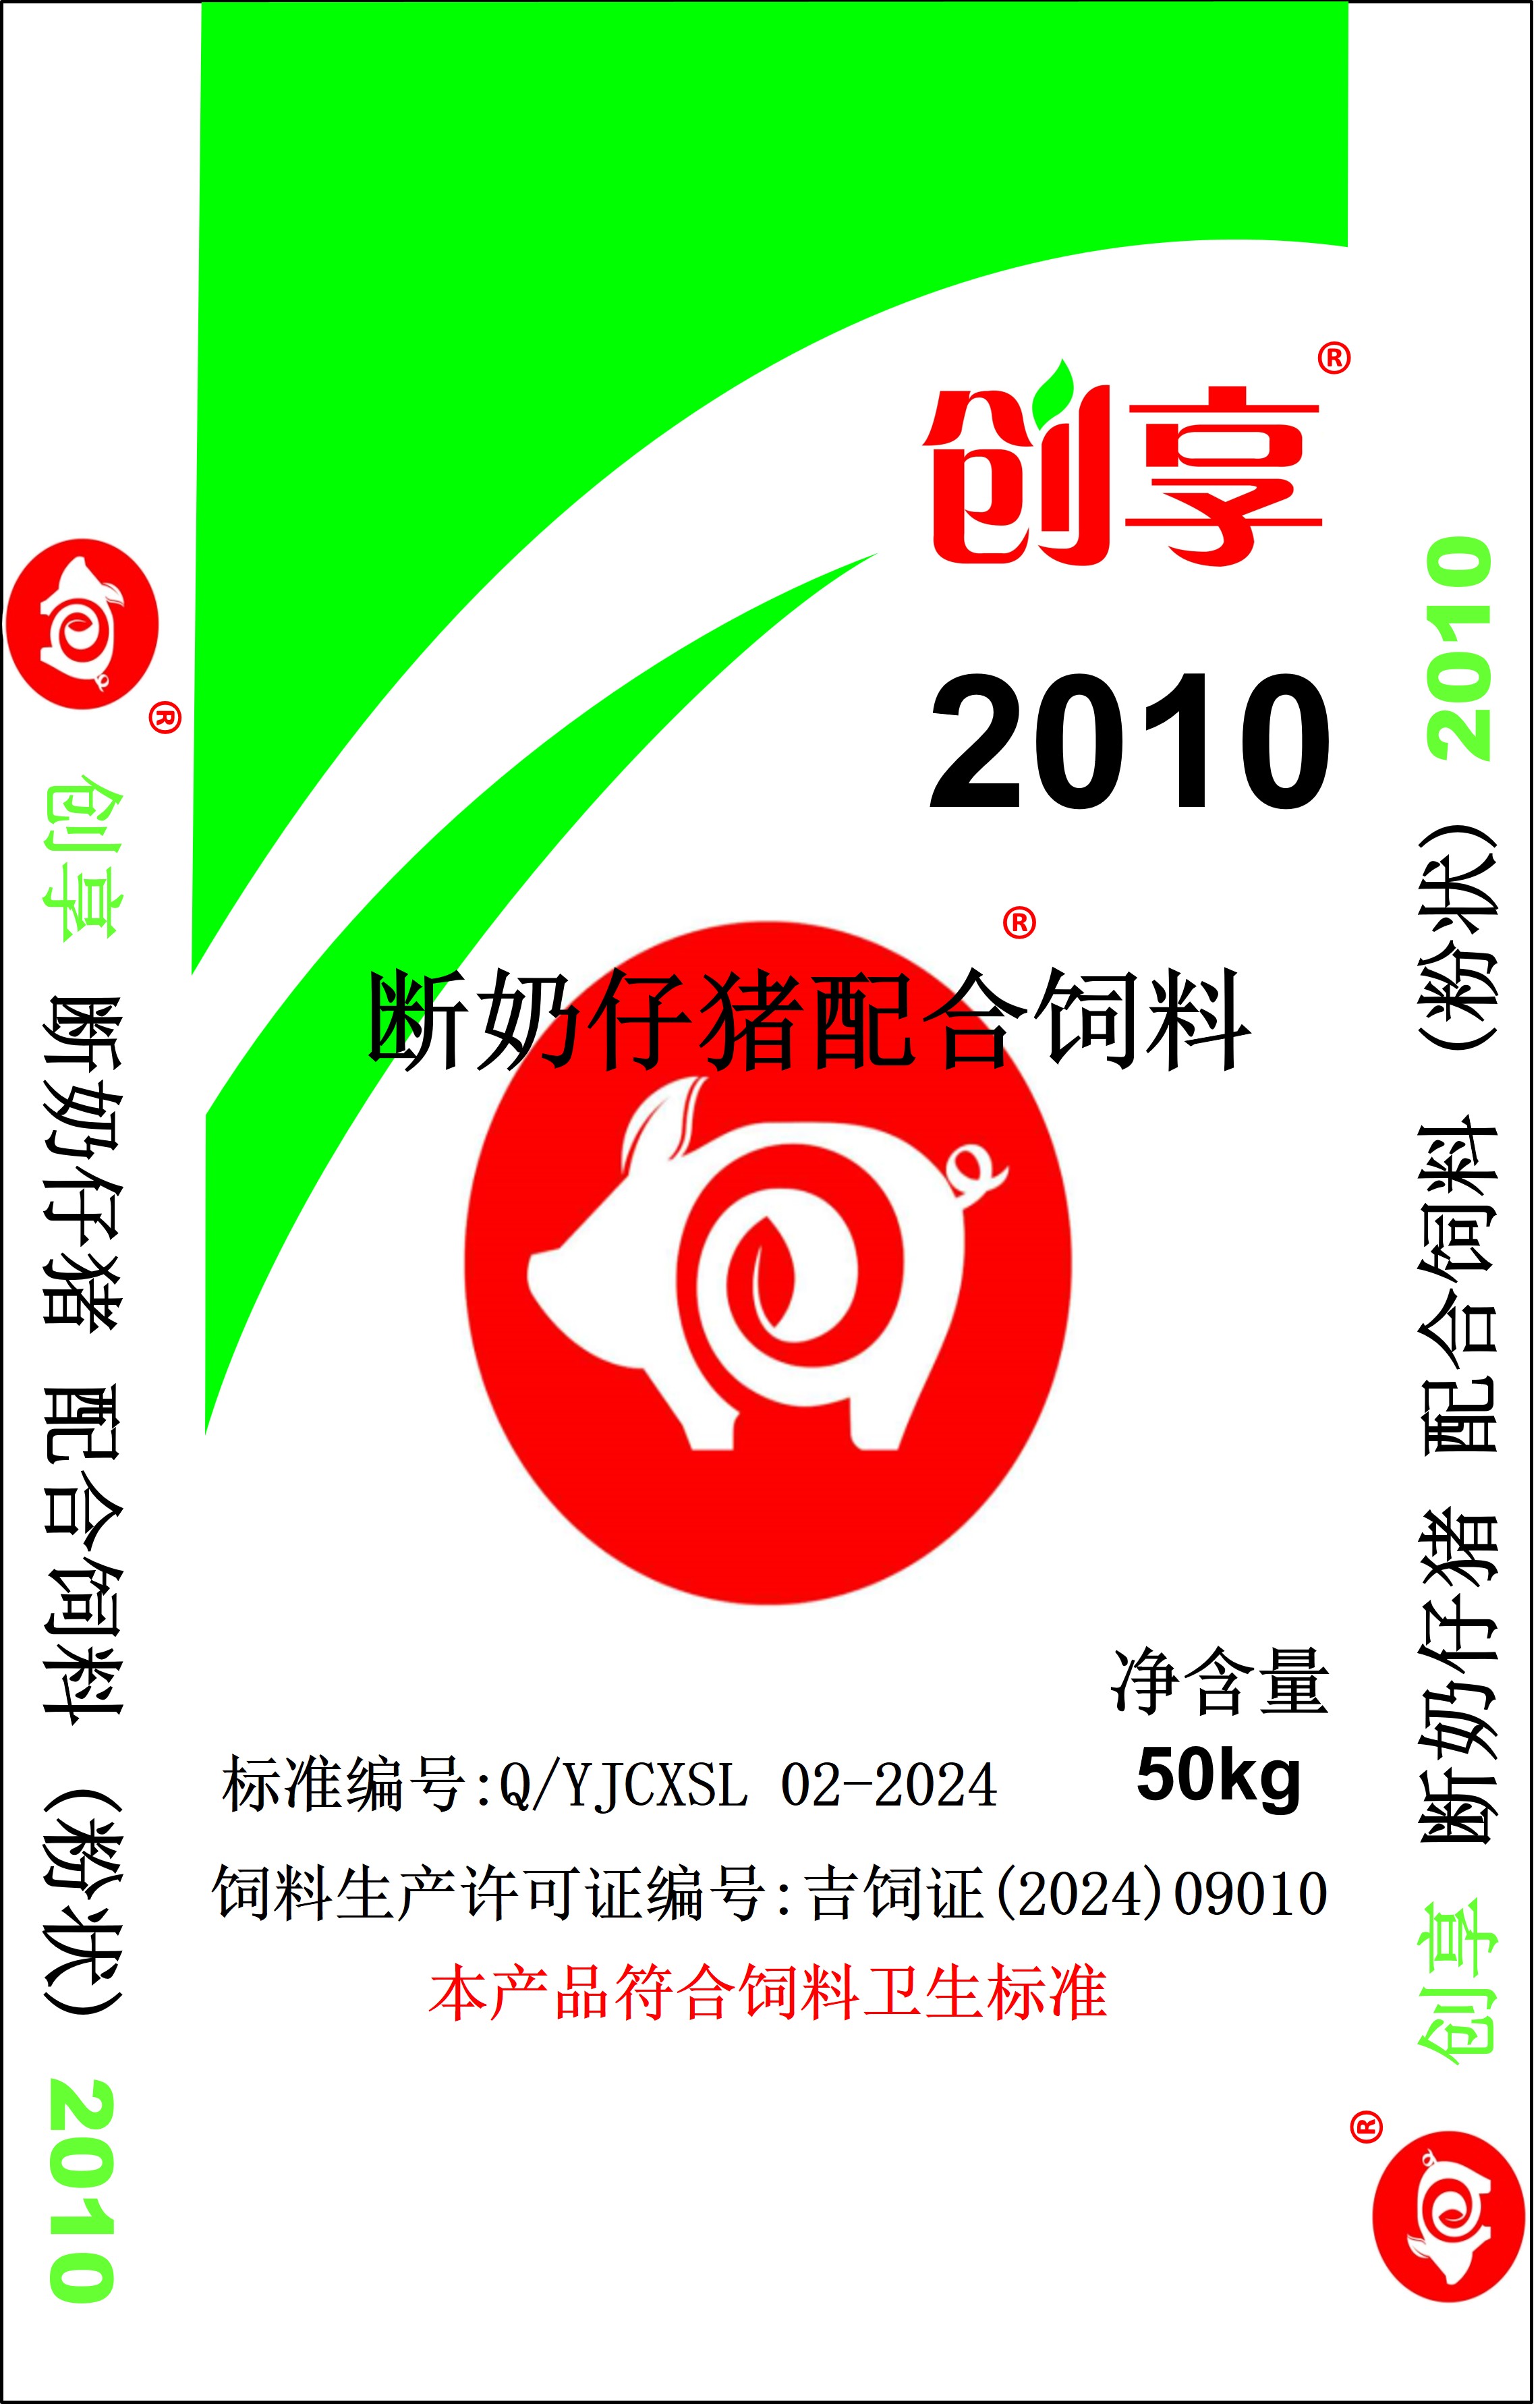 创享®
2010
®
断奶仔猪配合饲料
净含量
50kg
标准编号:Q/YJCXSL 02-2024
饲料生产许可证编号:吉饲证(2024)09010
本产品符合饲料卫生标准
®
创享 断奶仔猪 配合饲料 (粉状) 2010
®
创享 断奶仔猪 配合饲料 (粉状) 2010